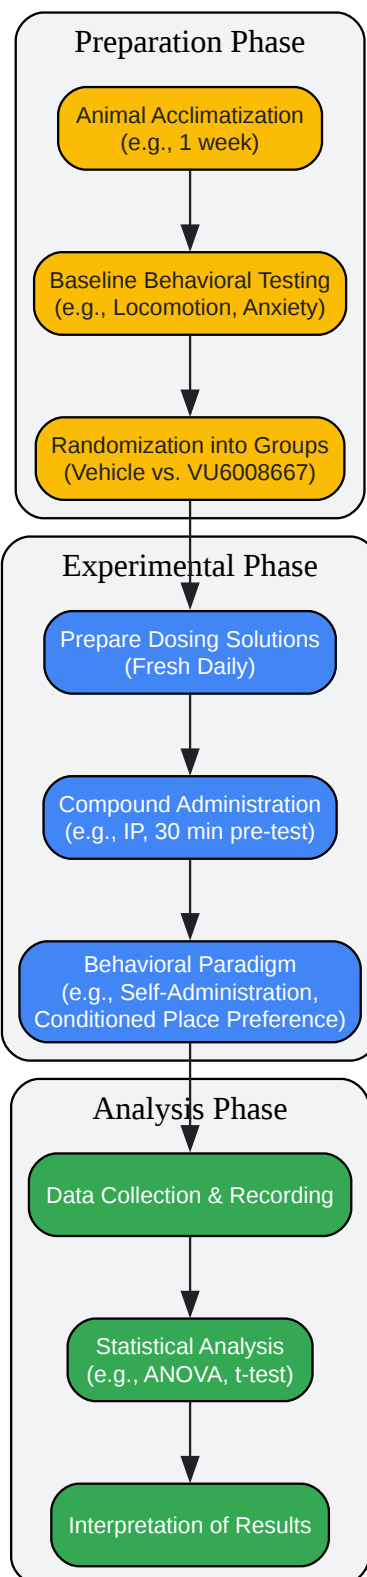 Preparation Phase
Animal Acclimatization
(e.g., 1 week)
Baseline Behavioral Testing
(e.g., Locomotion, Anxiety)
Randomization into Groups
(Vehicle vs. VU6008667)
Experimental Phase
Prepare Dosing Solutions
(Fresh Daily)
Compound Administration
(e.g., IP, 30 min pre-test)
Behavioral Paradigm
(e.g., Self-Administration,
Conditioned Place Preference)
Analysis Phase
Data Collection & Recording
Statistical Analysis
(e.g., ANOVA, t-test)
Interpretation of Results